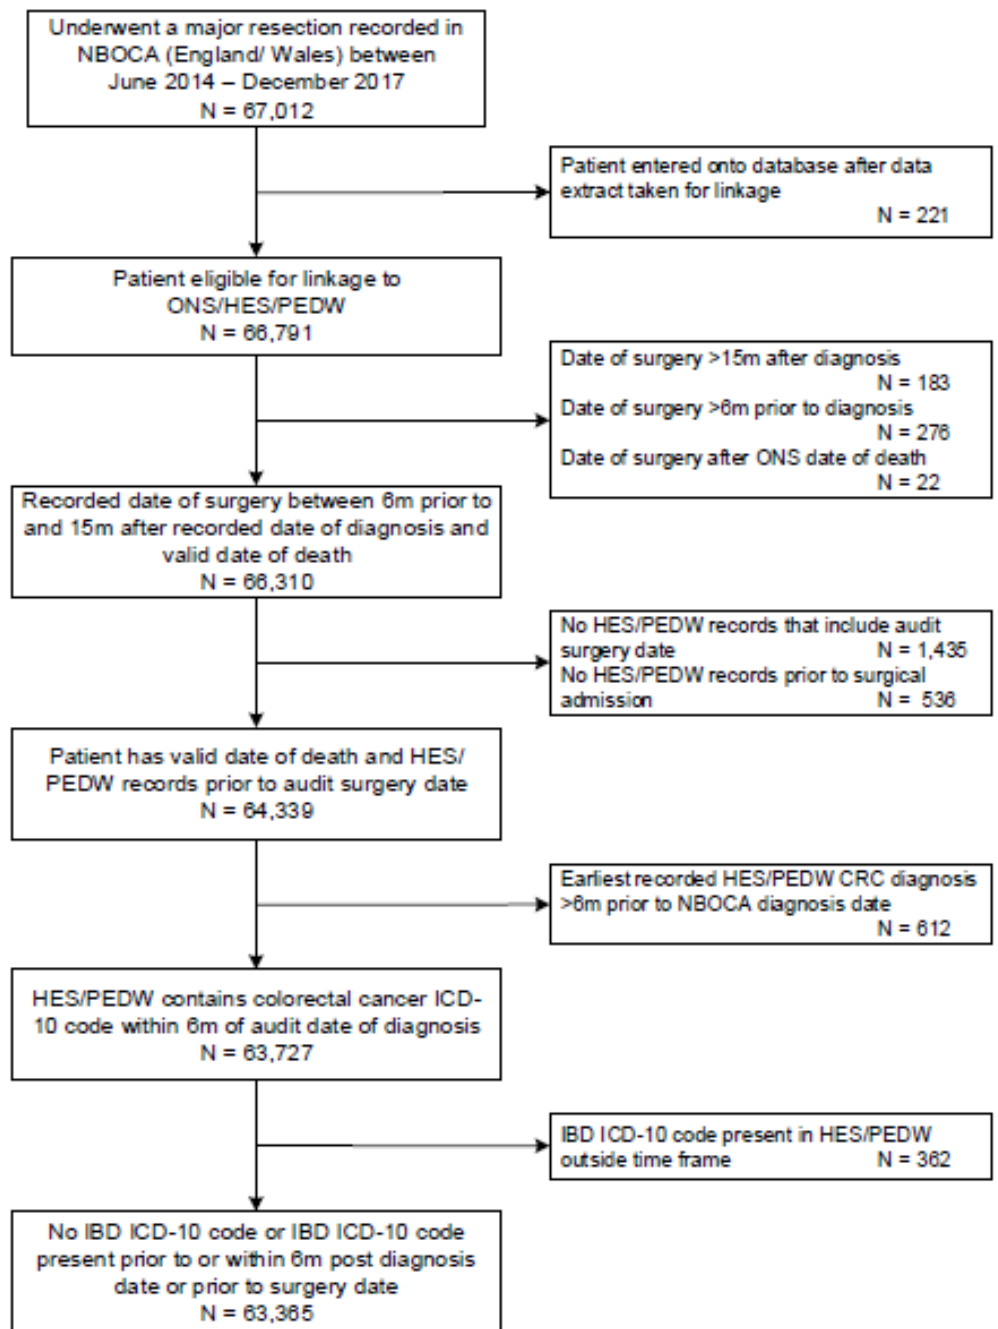 Underwent a major resection recorded in
NBOCA (England/ Wales) between
June 2014 – December 2017
N = 67,012
Patient entered onto database after data
extract taken for linkage
N = 221
Patient eligible for linkage to
ONS/HES/PEDW
N = 66,791
Date of surgery >15m after diagnosis
N = 183
Date of surgery >6m prior to diagnosis
N = 276
Date of surgery after ONS date of death
N = 22
Recorded date of surgery between 6m prior to
and 15m after recorded date of diagnosis and
valid date of death
N = 66,310
No HES/PEDW records that include audit
surgery date N = 1,435
No HES/PEDW records prior to surgical
admission N = 536
Patient has valid date of death and HES/
PEDW records prior to audit surgery date
N = 64,339
Earliest recorded HES/PEDW CRC diagnosis
>6m prior to NBOCA diagnosis date
N = 612
HES/PEDW contains colorectal cancer ICD-
10 code within 6m of audit date of diagnosis
N = 63,727
IBD ICD-10 code present in HES/PEDW
outside time frame N = 362
No IBD ICD-10 code or IBD ICD-10 code
present prior to or within 6m post diagnosis
date or prior to surgery date
N = 63,365